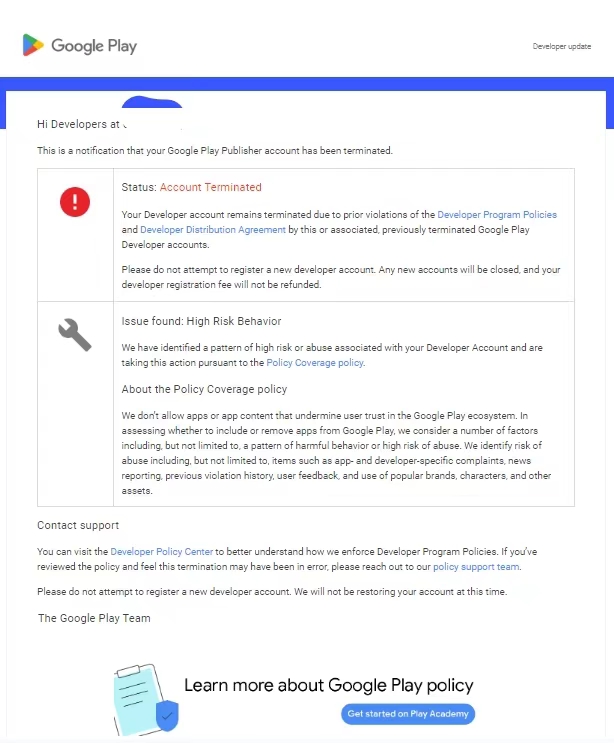 Google Play
Developer update
Hi Developers at
This is a notification that your Google Play Publisher account has been terminated.
Status: Account Terminated
Your Developer account remains terminated due to prior violations of the Developer Program Policies
and Developer Distribution Agreement by this or associated, previously terminated Google Play
Developer accounts.
Please do not attempt to register a new developer account. Any new accounts will be closed, and your
developer registration fee will not be refunded.
Issue found: High Risk Behavior
We have identified a pattern of high risk or abuse associated with your Developer Account and are
taking this action pursuant to the Policy Coverage policy.
About the Policy Coverage policy
We don't allow apps or app content that undermine user trust in the Google Play ecosystem. In
assessing whether to include or remove apps from Google Play, we consider a number of factors
including, but not limited to, a pattern of harmful behavior or high risk of abuse. We identify risk of
abuse including, but not limited to, items such as app- and developer-specific complaints, news
reporting, previous violation history, user feedback, and use of popular brands, characters, and other
assets.
Contact support
You can visit the Developer Policy Center to better understand how we enforce Developer Program Policies. If you've
reviewed the policy and feel this termination may have been in error, please reach out to our policy support team.
Please do not attempt to register a new developer account. We will not be restoring your account at this time.
The Google Play Team
Learn more about Google Play policy
Get started on Play Academy